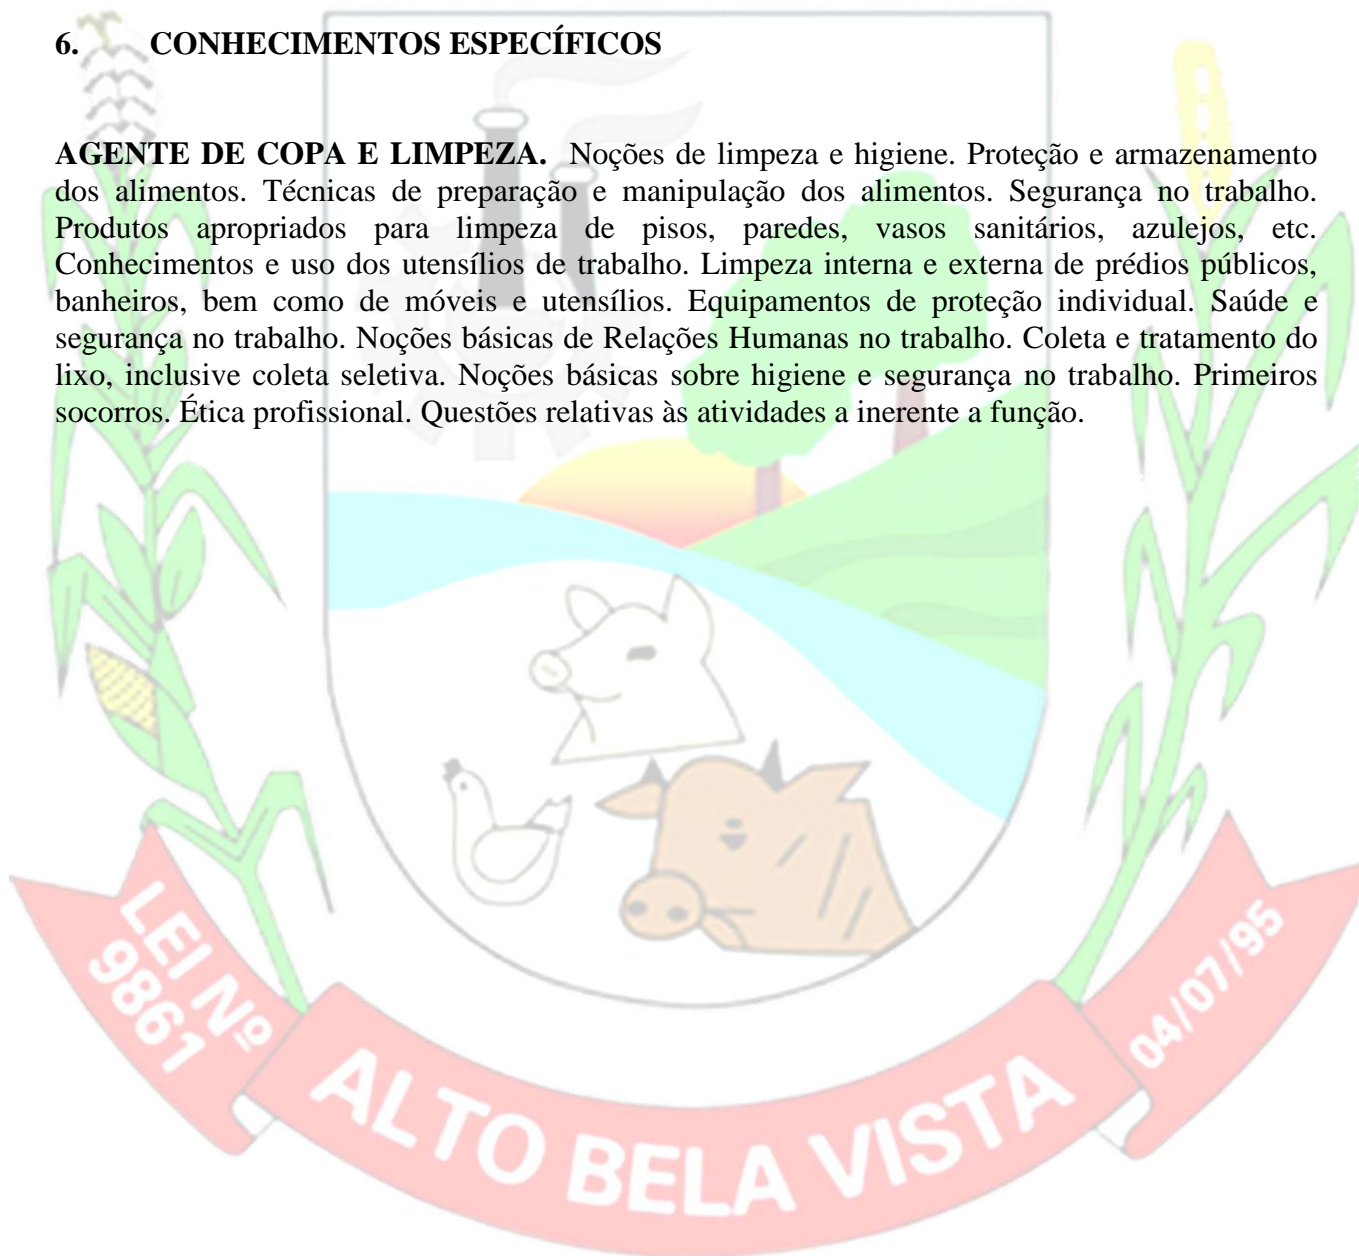 6. CONHECIMENTOS ESPECÍFICOS
AGENTE DE COPA E LIMPEZA. Noções de limpeza e higiene. Proteção e armazenamento
dos alimentos. Técnicas de preparação e manipulação dos alimentos. Segurança no trabalho.
Produtos apropriados para limpeza de pisos, paredes, vasos sanitários, azulejos, etc.
Conhecimentos e uso dos utensílios de trabalho. Limpeza interna e externa de prédios públicos,
banheiros, bem como de móveis e utensílios. Equipamentos de proteção individual. Saúde e
segurança no trabalho. Noções básicas de Relações Humanas no trabalho. Coleta e tratamento do
lixo, inclusive coleta seletiva. Noções básicas sobre higiene e segurança no trabalho. Primeiros
socorros. Ética profissional. Questões relativas às atividades a inerente a função.
LEI Nº
9861
ALTO BELA VISTA
04/07/95